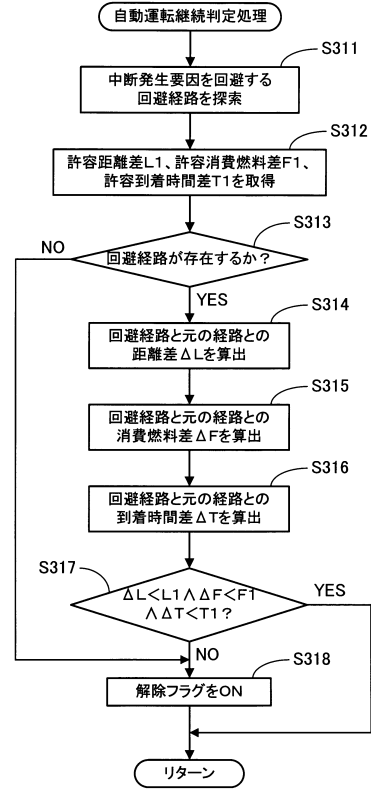 自動運転継続判定処理
S311
中断発生要因を回避する
回避経路を探索
S312
許容距離差L1、許容消費燃料差F1、
許容到着時間差T1を取得
S313
NO
回避経路が存在するか？
YES
S314
回避経路と元の経路との
距離差ΔLを算出
S315
回避経路と元の経路との
消費燃料差ΔFを算出
S316
回避経路と元の経路との
到着時間差ΔTを算出
S317
ΔL<L1∧ΔF<F1
∧ΔT<T1？
YES
NO
S318
解除フラグをON
リターン